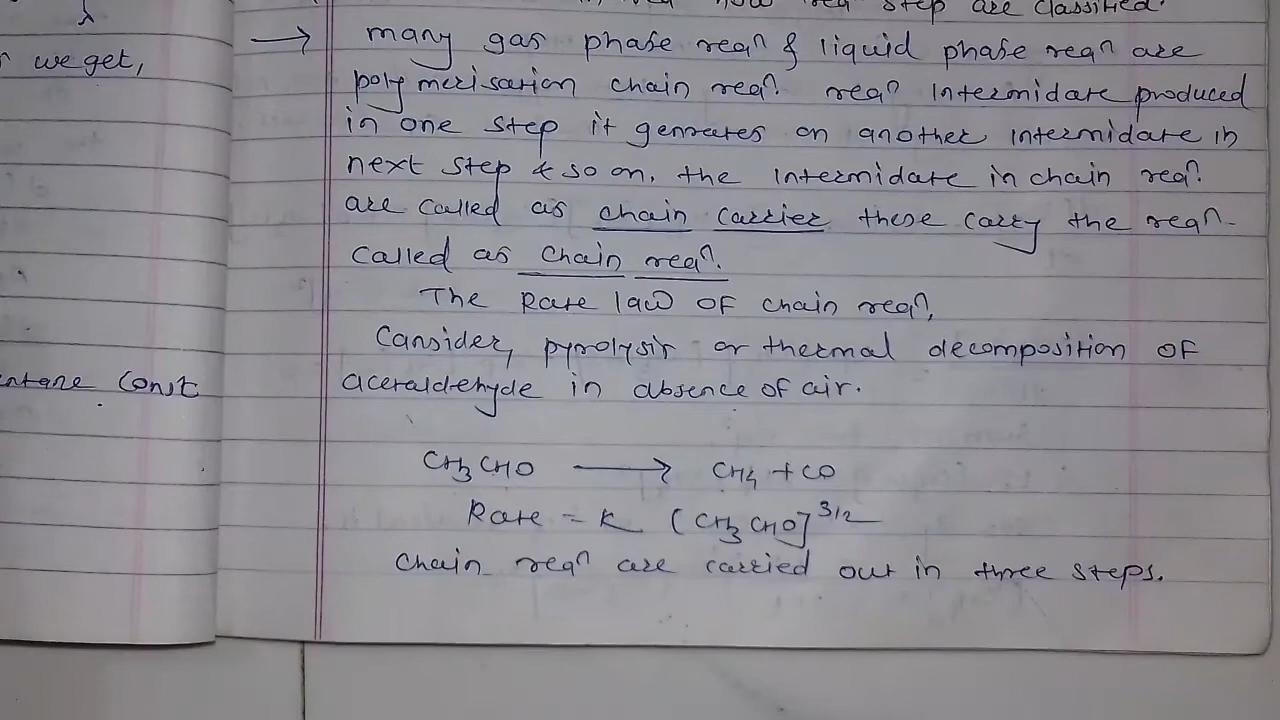 λ
we get,
step are classified.
→ many gas phase reaⁿ & liquid phase reaⁿ are
polymerisation chain reaⁿ. reaⁿ Intermidate produced
in one step it genrates on another intermidate in
next step & so on. the intermidate in chain reaⁿ.
are called as chain carrier these carry the reaⁿ
called as chain reaⁿ.
The Rate law OF chain reaⁿ,
Consider, pyrolysis or thermal decomposition OF
Const
acetaldehyde in absence of air.
CH3CHO → CH4 + CO
Rate = K [CH3CHO]^3/2
Chain reaⁿ are carried out in three steps.